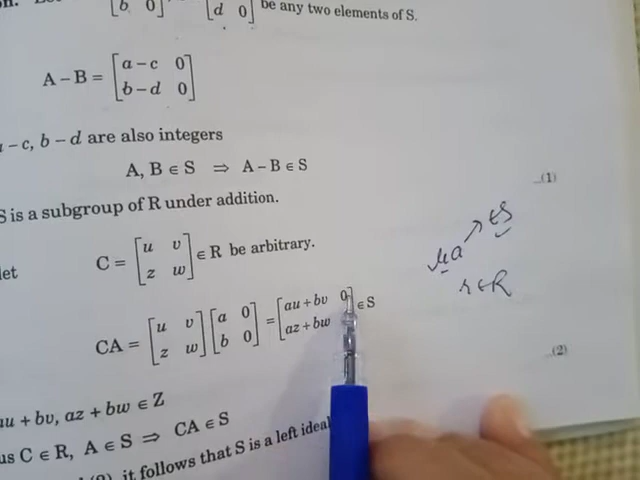 [b 0] [d 0] be any two elements of S.
A – B = [a – c 0
b – d 0]
– c, b – d are also integers
A, B ∈ S ⇒ A – B ∈ S
(1)
S is a subgroup of R under addition.
let C = [u v
z w] ∈ R be arbitrary.
CA = [u v
z w] [a 0
b 0] = [au + bv 0
az + bw ] ∈ S
(2)
au + bv, az + bw ∈ Z
us C ∈ R, A ∈ S ⇒ CA ∈ S
it follows that S is a left ideal
ra → ∈S
r∈R